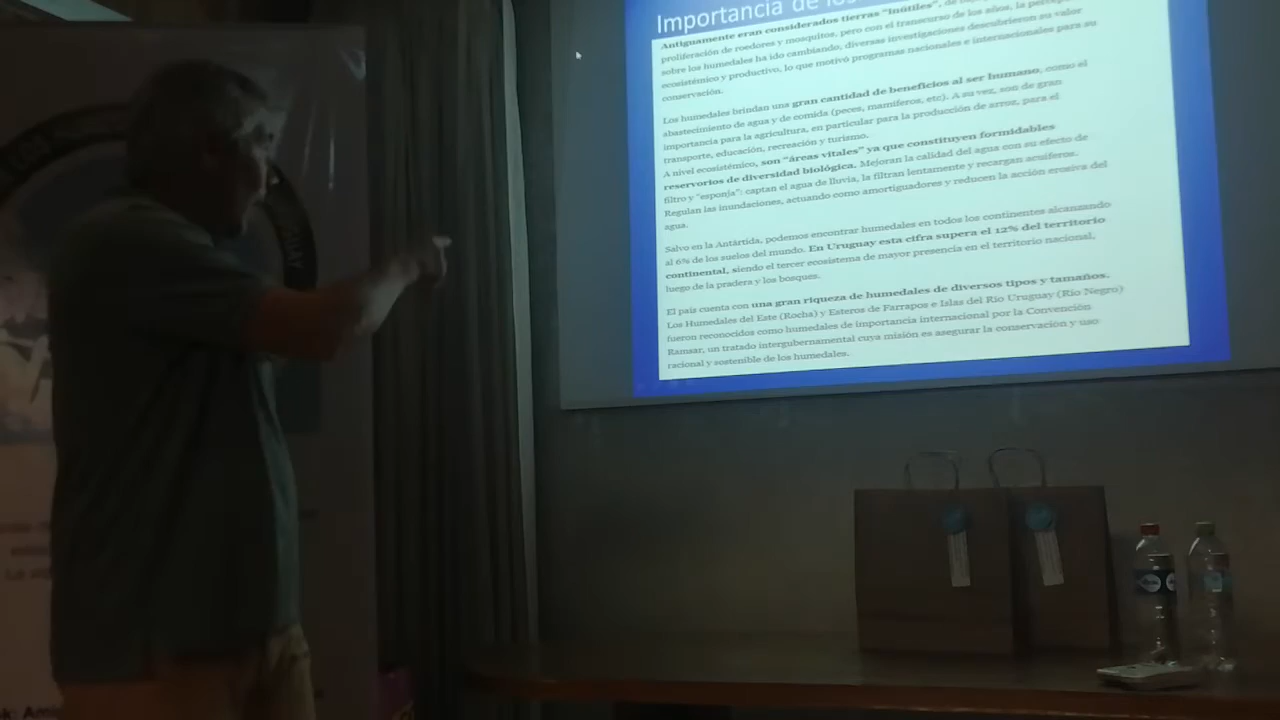 Importancia de los
Antiguamente eran considerados tierras "inútiles", de
proliferación de roedores y mosquitos, pero con el transcurso de los años, la
sobre los humedales ha ido cambiando, diversas investigaciones descubrieron su valor
ecosistémico y productivo, lo que motivó programas nacionales e internacionales para su
conservación.
Los humedales brindan una gran cantidad de beneficios al ser humano, como el
abastecimiento de agua y de comida (peces, mamíferos, etc). A su vez, son de gran
importancia para la agricultura, en particular para la producción de arroz, para el
transporte, educación, recreación y turismo.
A nivel ecosistémico, son "áreas vitales" ya que constituyen formidables
reservorios de diversidad biológica. Mejoran la calidad del agua con su efecto de
filtro y "esponja": captan el agua de lluvia, la filtran lentamente y recargan acuíferos.
Regulan las inundaciones, actuando como amortiguadores y reducen la acción erosiva del
agua.
Salvo en la Antártida, podemos encontrar humedales en todos los continentes alcanzando
al 6% de los suelos del mundo. En Uruguay esta cifra supera el 12% del territorio
continental, siendo el tercer ecosistema de mayor presencia en el territorio nacional,
luego de la pradera y los bosques.
El país cuenta con una gran riqueza de humedales de diversos tipos y tamaños.
Los Humedales del Este (Rocha) y Esteros de Farrapos e Islas del Río Uruguay (Río Negro)
fueron reconocidos como humedales de importancia internacional por la Convención
Ramsar, un tratado intergubernamental cuya misión es asegurar la conservación y uso
racional y sostenible de los humedales.